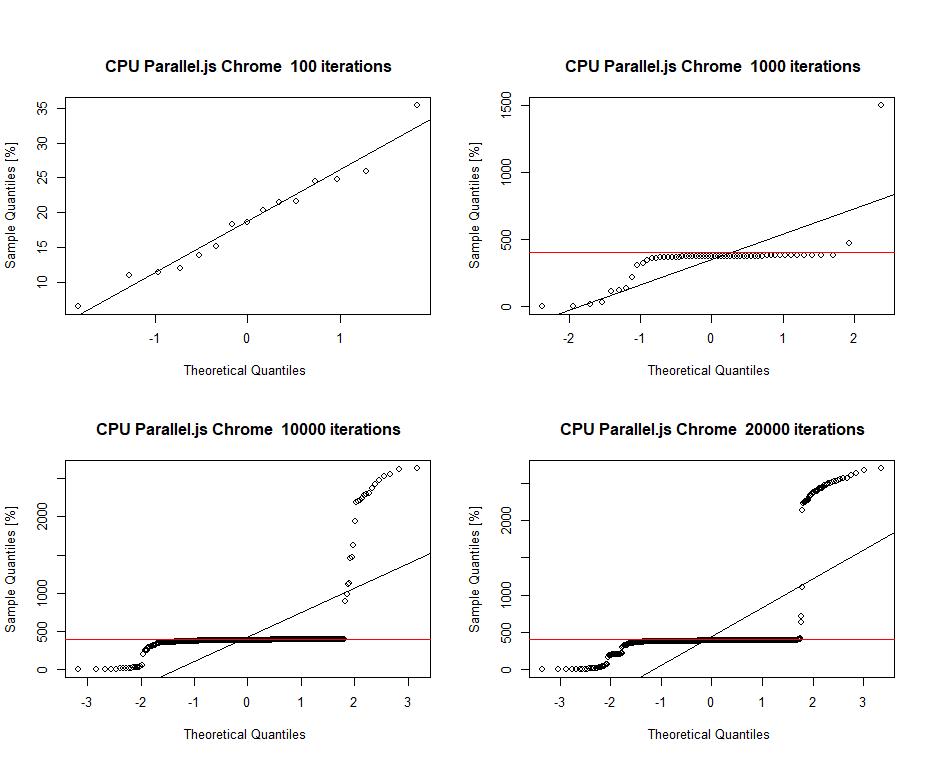 CPU Parallel.js Chrome  100 iterations
Sample Quantiles [%]
35
30
25
20
15
10
-1 0 1
Theoretical Quantiles
CPU Parallel.js Chrome  1000 iterations
Sample Quantiles [%]
1500
1000
500
0
-2 -1 0 1 2
Theoretical Quantiles
CPU Parallel.js Chrome  10000 iterations
Sample Quantiles [%]
2000
1000
500
0
-3 -2 -1 0 1 2 3
Theoretical Quantiles
CPU Parallel.js Chrome  20000 iterations
Sample Quantiles [%]
2000
1000
500
0
-3 -2 -1 0 1 2 3
Theoretical Quantiles